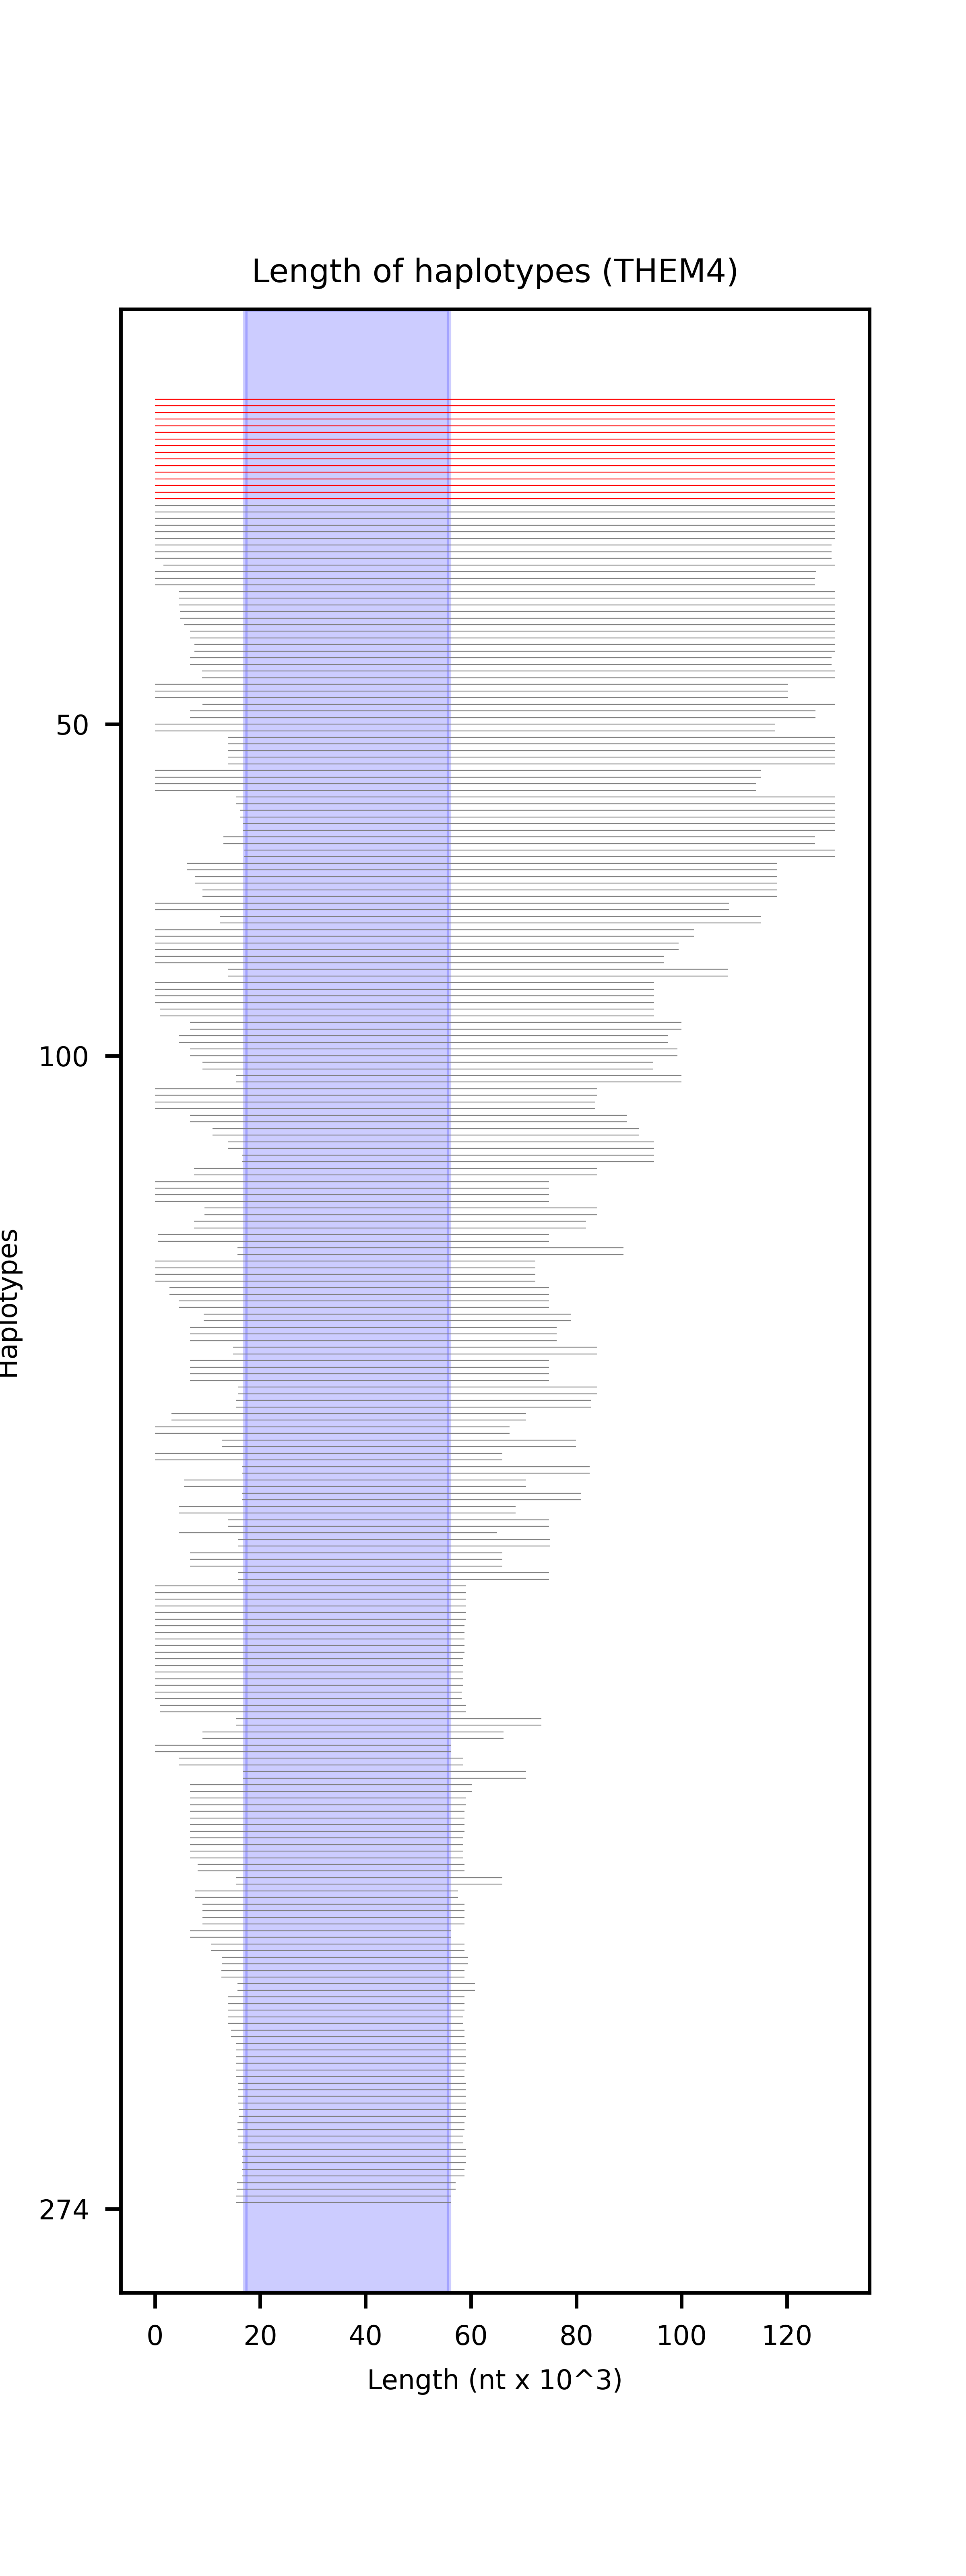 Length of haplotypes (THEM4)
Haplotypes
50
100
274
0 20 40 60 80 100 120
Length (nt x 10^3)